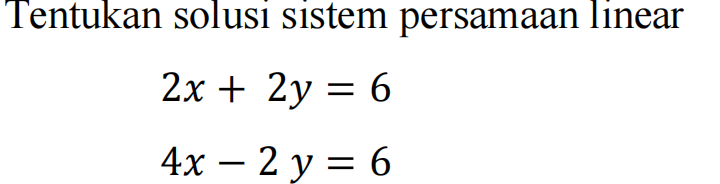 Tentukan solusi sistem persamaan linear
2x + 2y = 6
4x − 2 y = 6